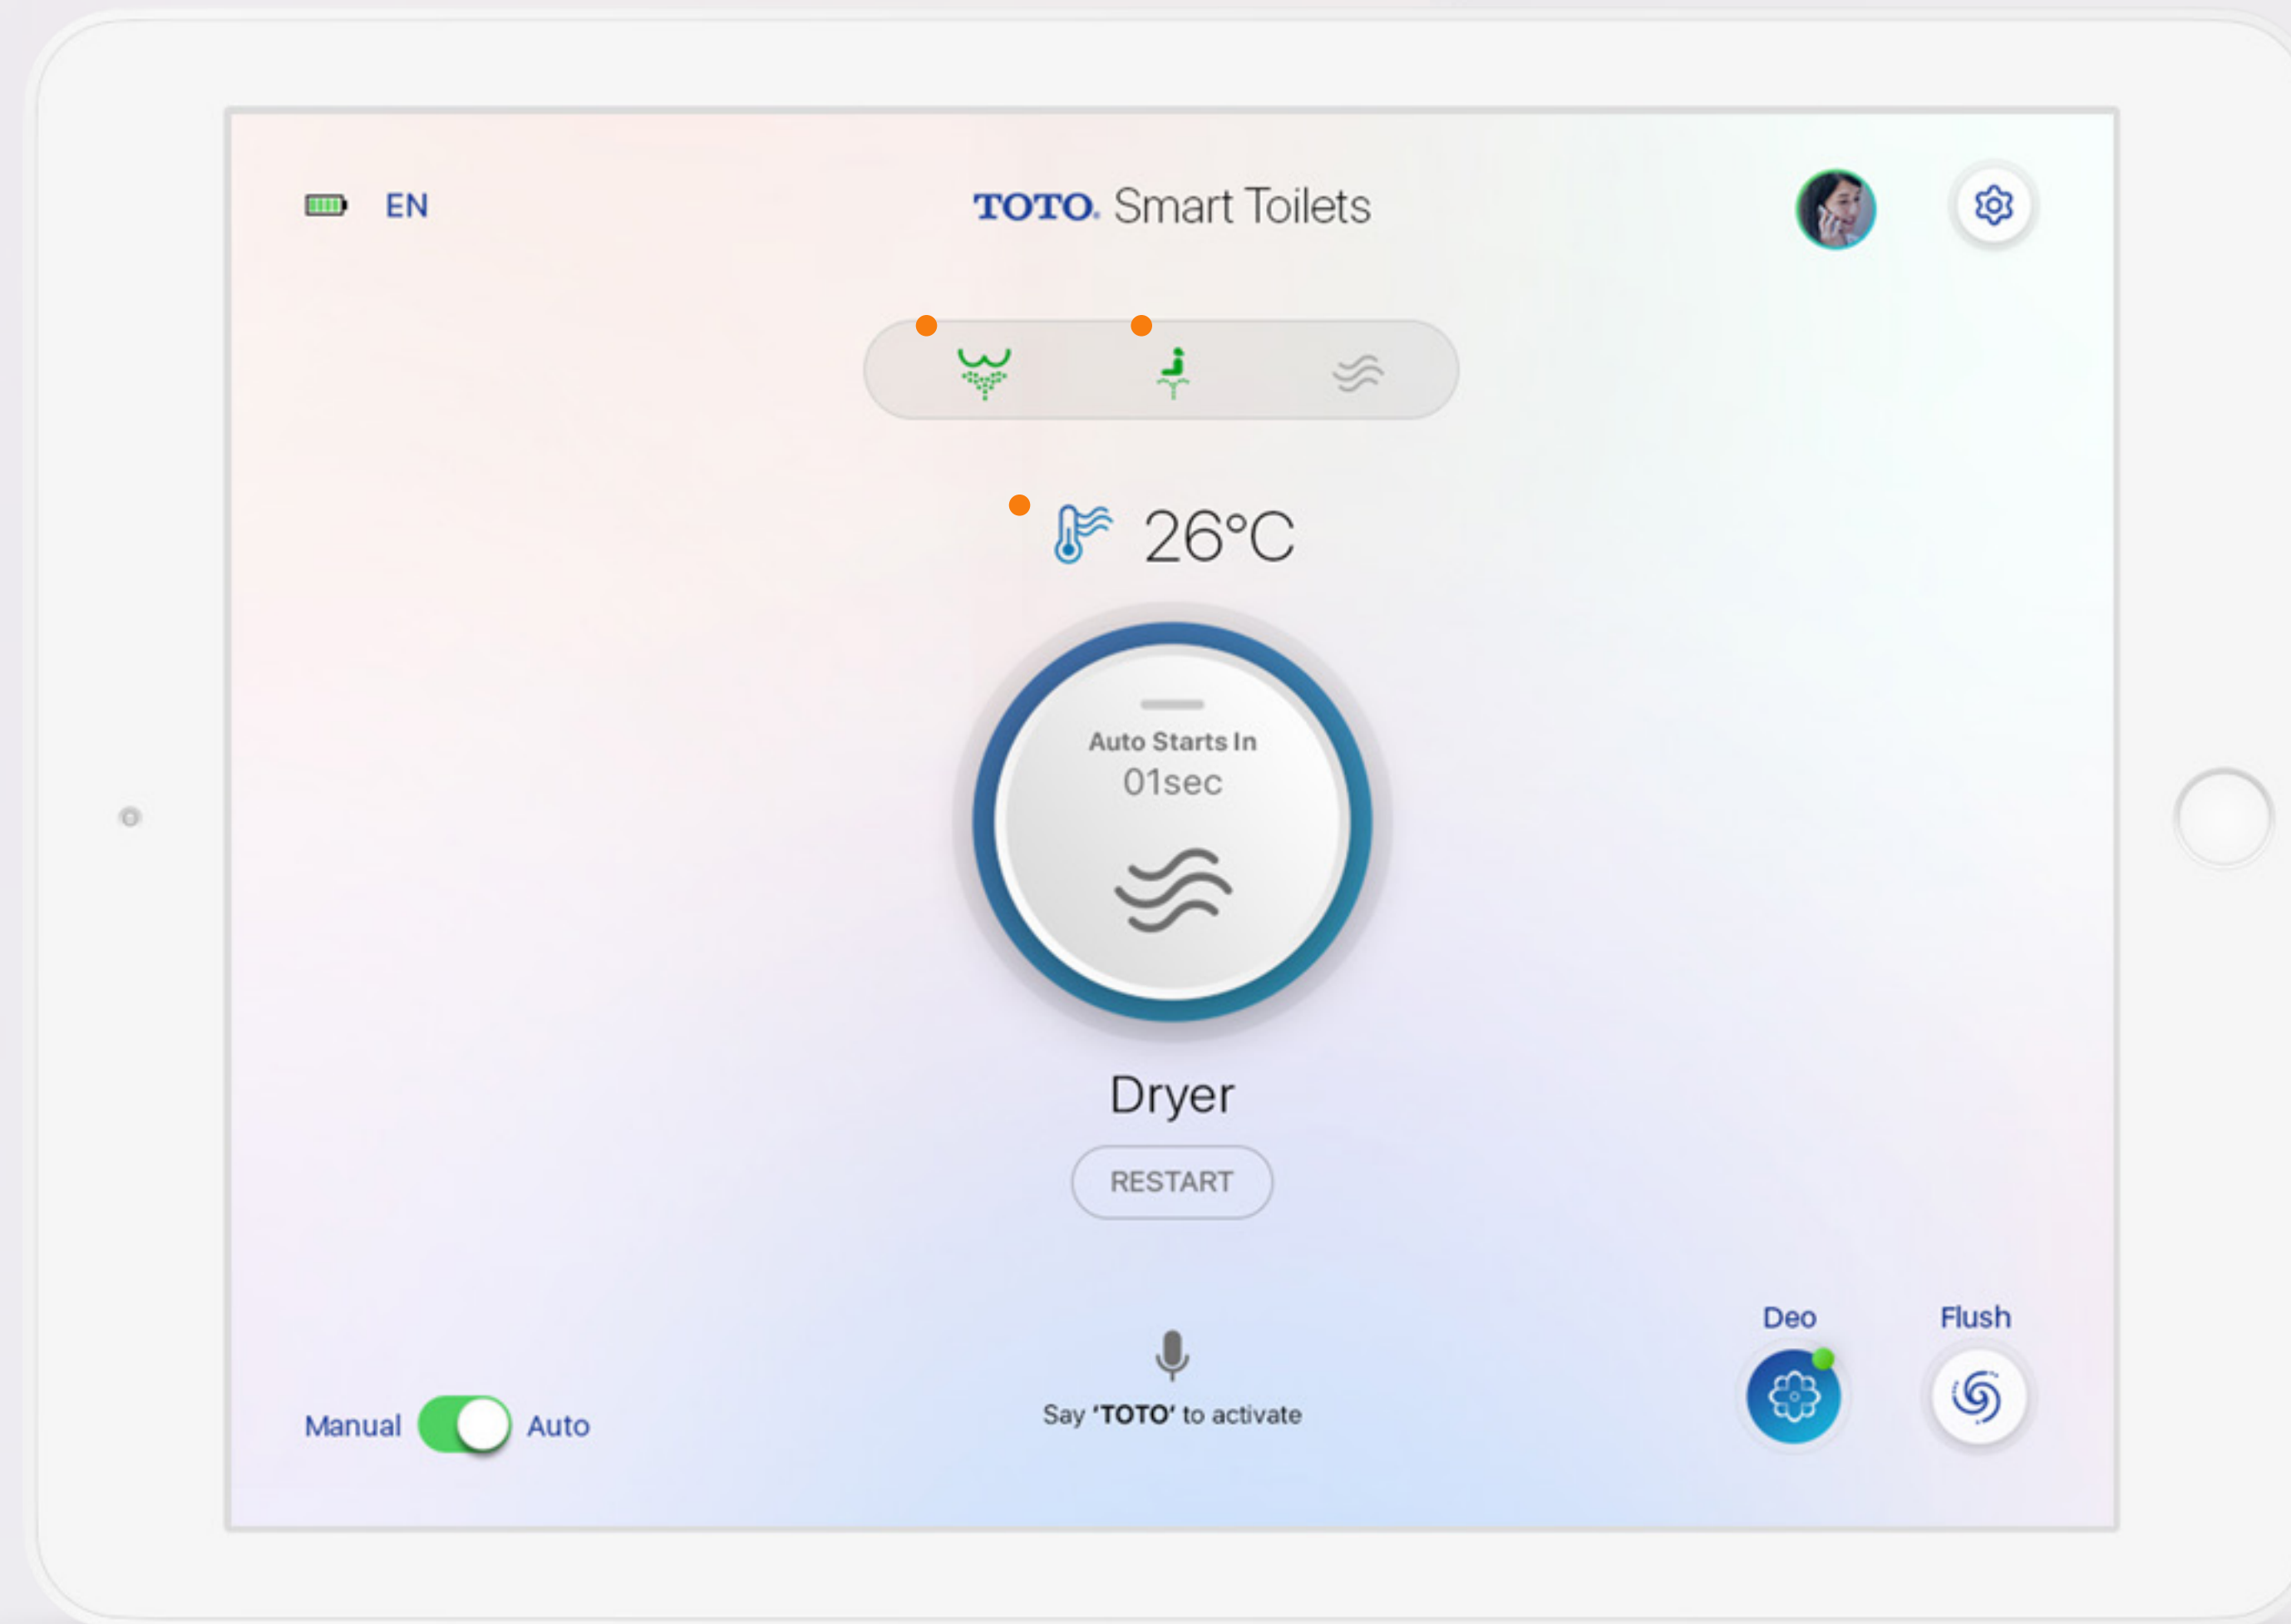 EN
TOTO. Smart Toilets
26°C
Auto Starts In
01sec
Dryer
RESTART
Deo
Flush
Manual
Auto
Say ‘TOTO’ to activate